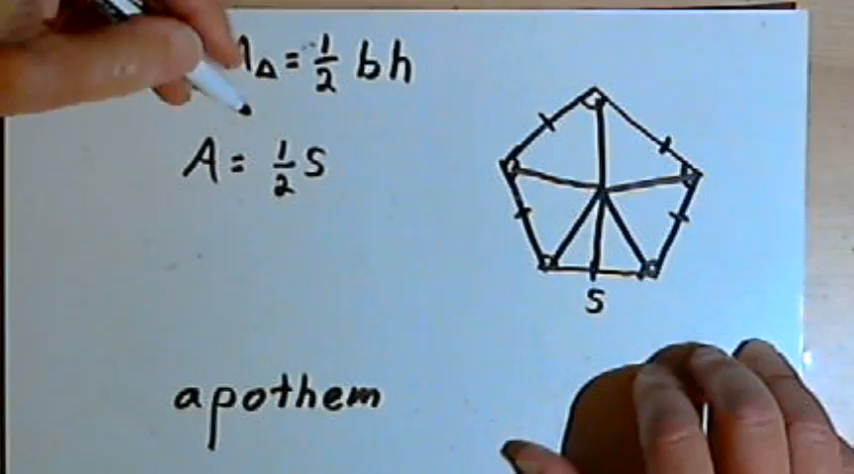 A△ = 1/2 bh
A = 1/2 s
s
apothem